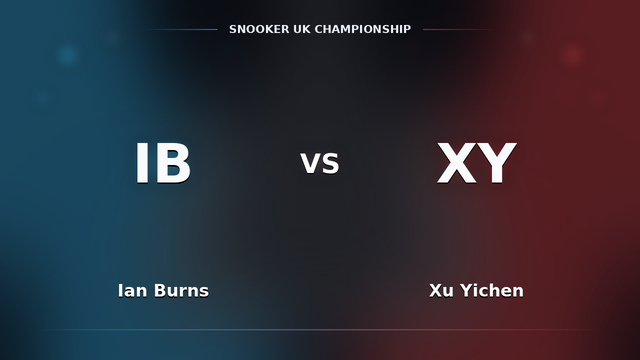 SNOOKER UK CHAMPIONSHIP
IB
VS
XY
Ian Burns
Xu Yichen